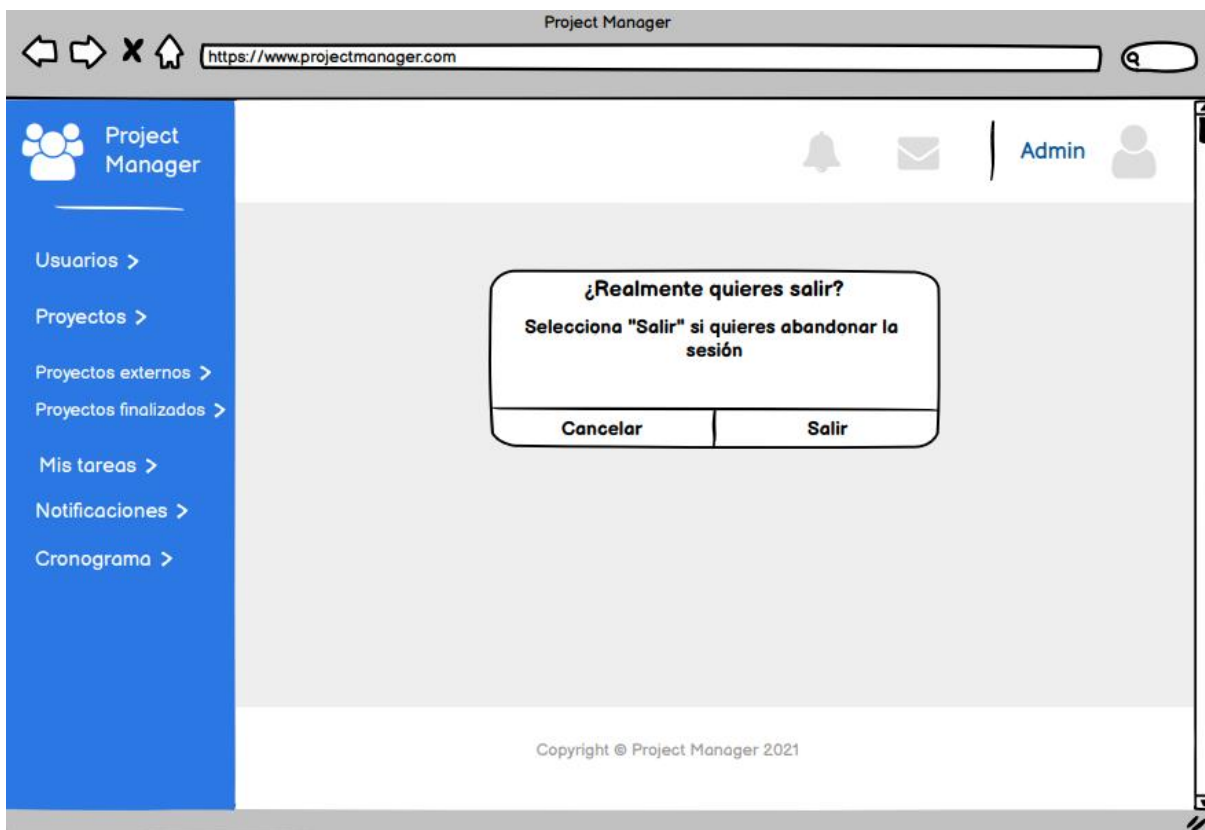 Project Manager
https://www.projectmanager.com
Project
Manager
Admin
Usuarios >
Proyectos >
Proyectos externos >
Proyectos finalizados >
Mis tareas >
Notificaciones >
Cronograma >
¿Realmente quieres salir?
Selecciona "Salir" si quieres abandonar la
sesión
Cancelar
Salir
Copyright © Project Manager 2021